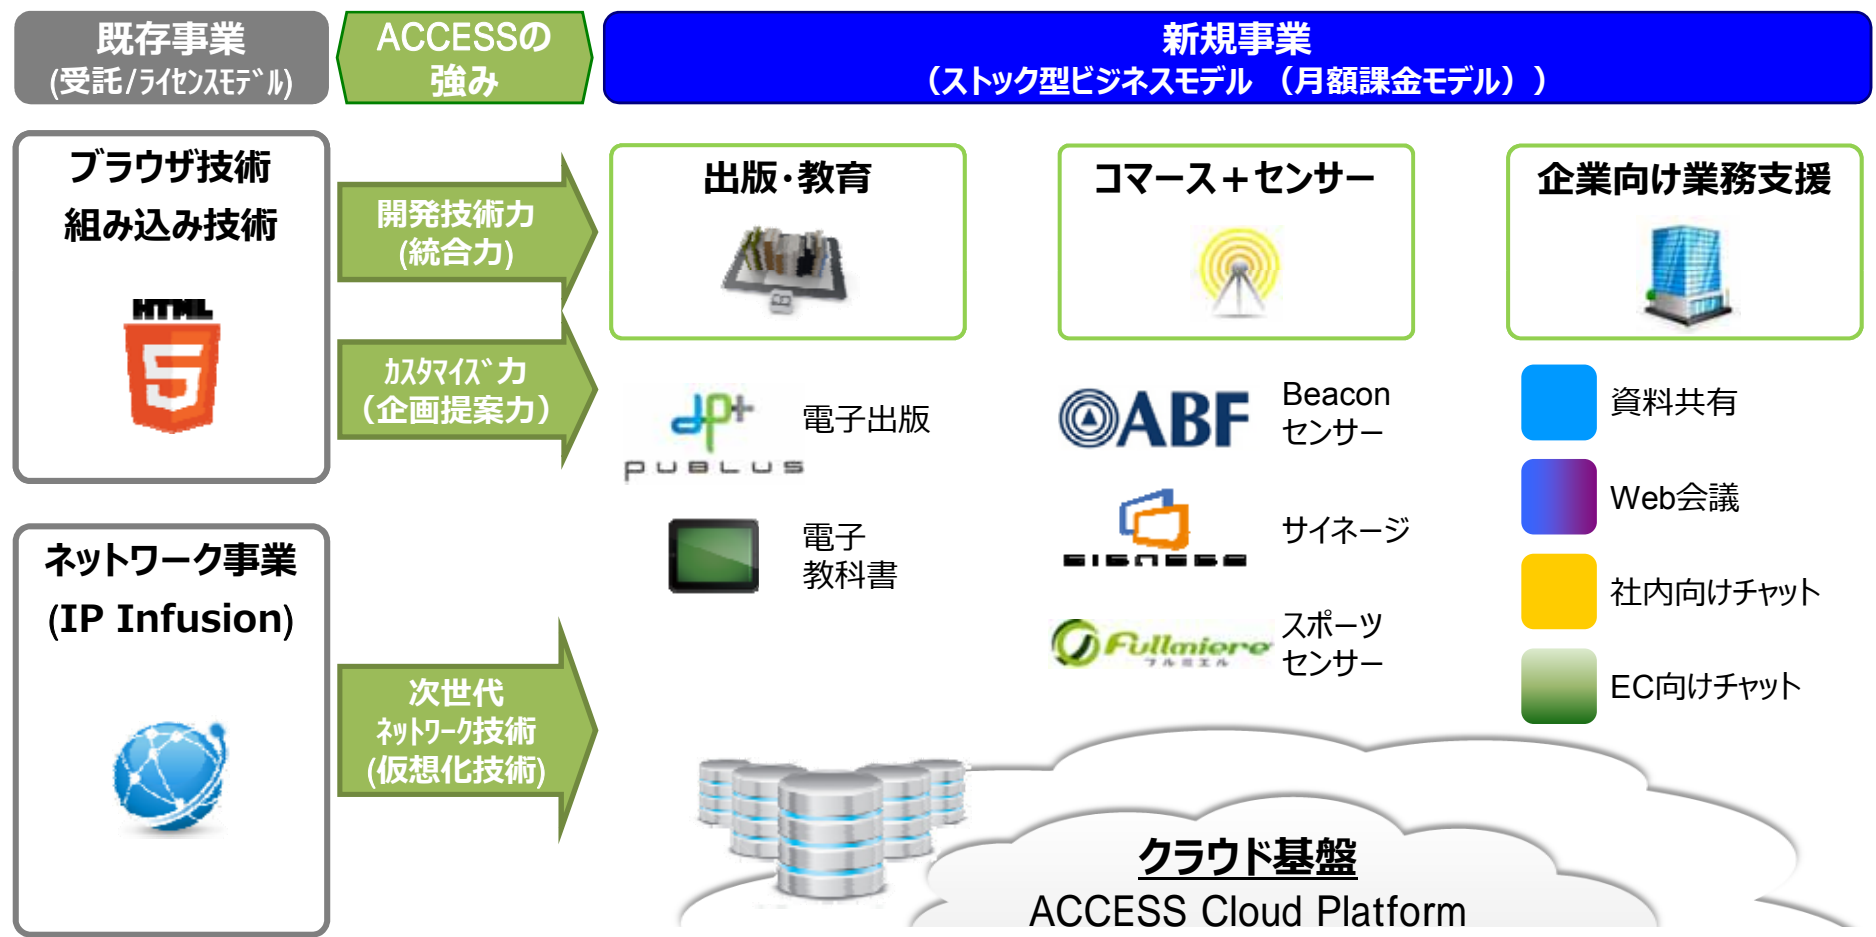 既存事業
(受託/ﾗｲｾﾝｽﾓﾃﾞﾙ)
ACCESSの
強み
新規事業
（ストック型ビジネスモデル （月額課金モデル））
ブラウザ技術
組み込み技術
HTML
5
開発技術力
(統合力)
ｶｽﾀﾏｲｽﾞ力
（企画提案力）
ネットワーク事業
(IP Infusion)
次世代
ﾈｯﾄﾜｰｸ技術
(仮想化技術)
出版・教育
dp+
PUBLUS
電子出版
電子
教科書
コマース＋センサー
ABF
Beacon
センサー
SIGNESS
サイネージ
Fullmiere
フルミエル
スポーツ
センサー
企業向け業務支援
資料共有
Web会議
社内向けチャット
EC向けチャット
クラウド基盤
ACCESS Cloud Platform